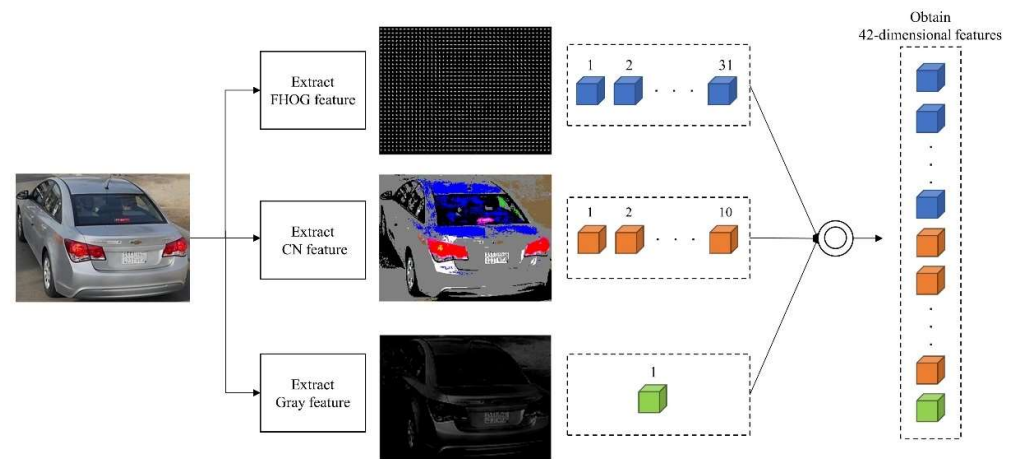 Obtain
42-dimensional features
Extract
FHOG feature
1 2 · · · 31
Extract
CN feature
1 2 · · · 10
Extract
Gray feature
1